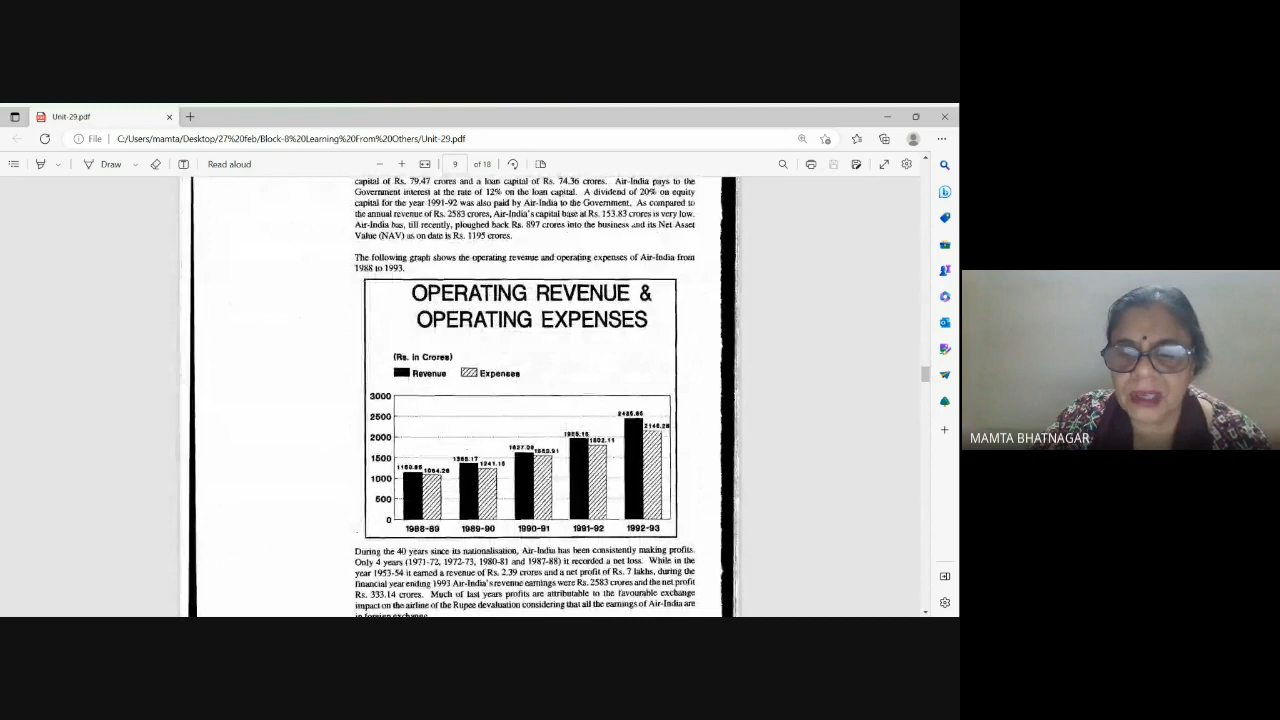 Unit-29.pdf
File
C:/Users/mamta/Desktop/27%20feb/Block-8%20Learning%20From%20Others/Unit-29.pdf
Draw
Read aloud
9 of 18
capital of Rs. 79.47 crores and a loan capital of Rs. 74.36 crores. Air-India pays to the
Government interest at the rate of 12% on the loan capital. A dividend of 20% on equity
capital for the year 1991-92 was also paid by Air-India to the Government. As compared to
the annual revenue of Rs. 2583 crores, Air-India's capital base at Rs. 153.83 crores is very low.
Air-India has, till recently, ploughed back Rs. 897 crores into the business and its Net Asset
Value (NAV) as on date is Rs. 1195 crores.
The following graph shows the operating revenue and operating expenses of Air-India from
1988 to 1993.
OPERATING REVENUE &
OPERATING EXPENSES
(Rs. in Crores)
Revenue Expenses
3000
2500
2000
1500
1000
500
0
1241.15
1802.11
1988-89 1989-90 1990-91 1991-92 1992-93
During the 40 years since its nationalisation, Air-India has been consistently making profits.
Only 4 years (1971-72, 1972-73, 1980-81 and 1987-88) it recorded a net loss. While in the
year 1953-54 it earned a revenue of Rs. 2.39 crores and a net profit of Rs. 7 lakhs, during the
financial year ending 1993 Air-India's revenue earnings were Rs. 2583 crores and the net profit
Rs. 333.14 crores. Much of last years profits are attributable to the favourable exchange
impact on the airline of the Rupee devaluation considering that all the earnings of Air-India are
in foreign exchange.
MAMTA BHATNAGAR